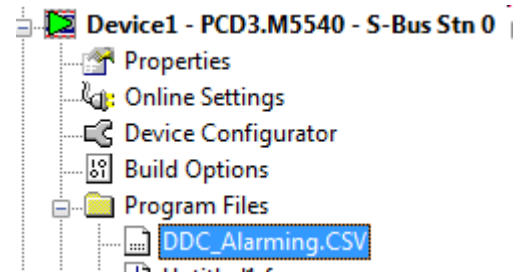 Device1 - PCD3.M5540 - S-Bus Stn 0
Properties
Online Settings
Device Configurator
Build Options
Program Files
DDC_Alarming.CSV